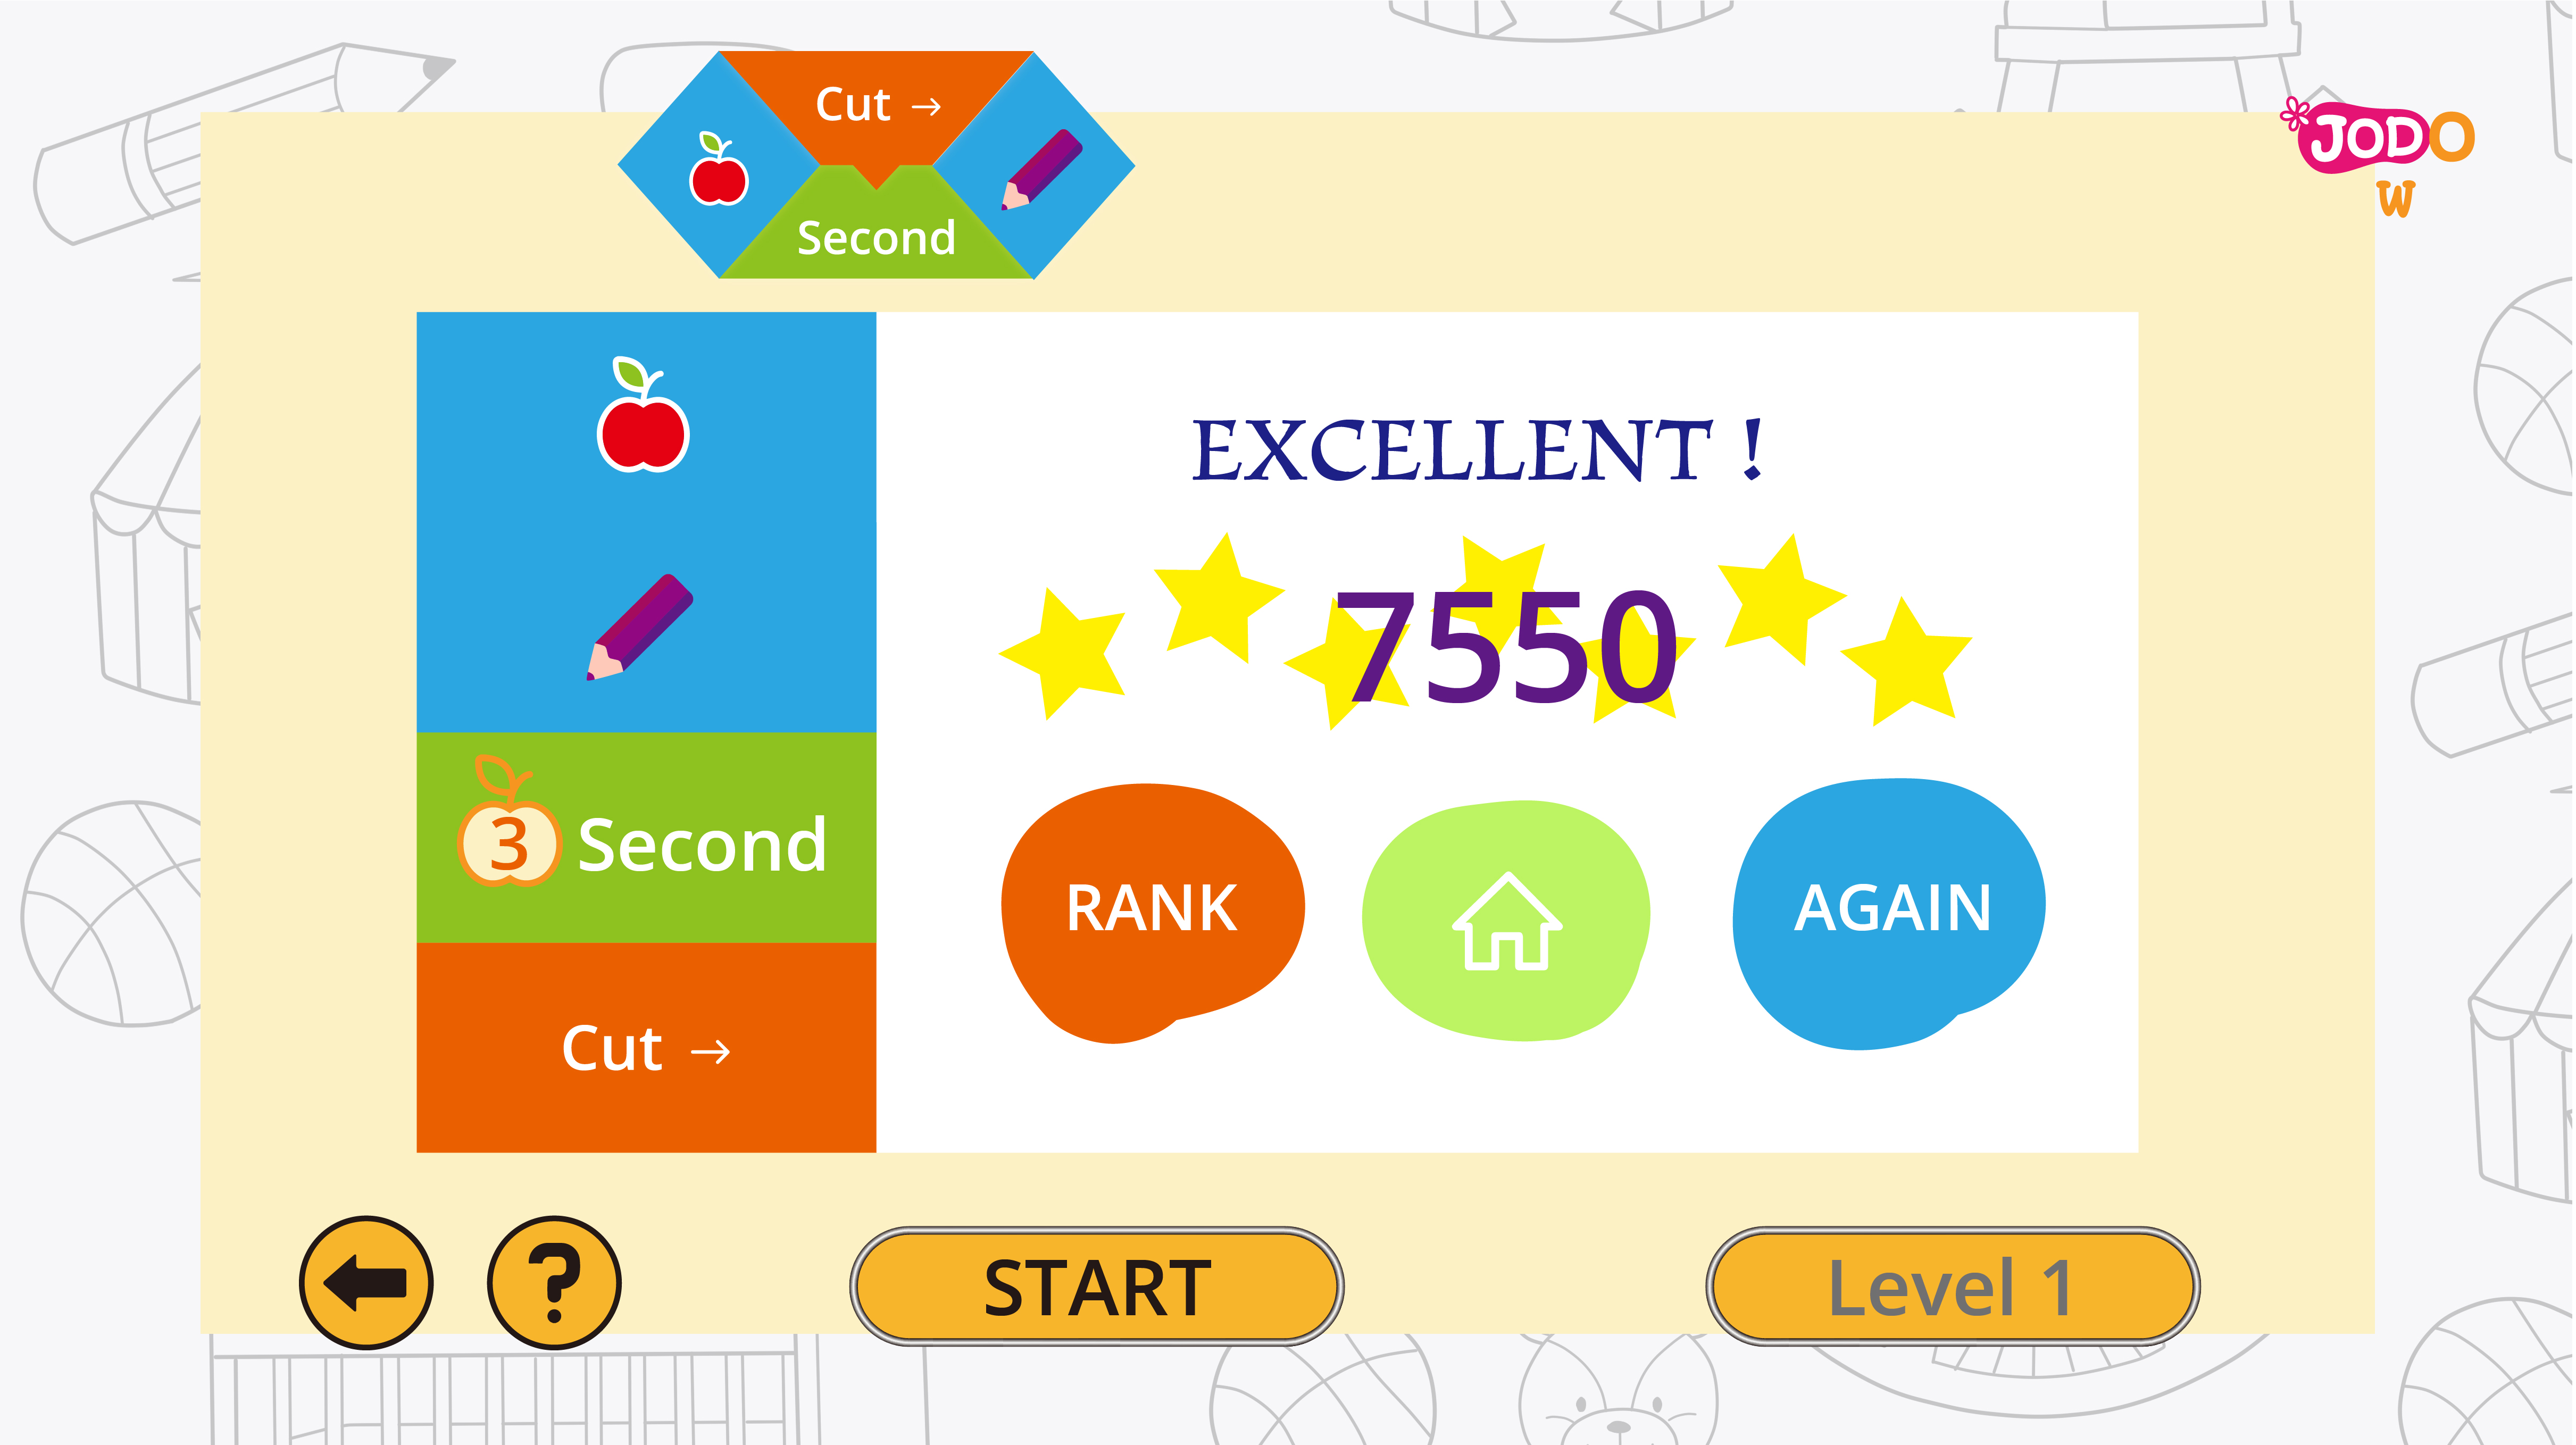 Cut →
Second
JODO
W
EXCELLENT !
7550
3 Second
Cut →
RANK
AGAIN
?
START
Level 1